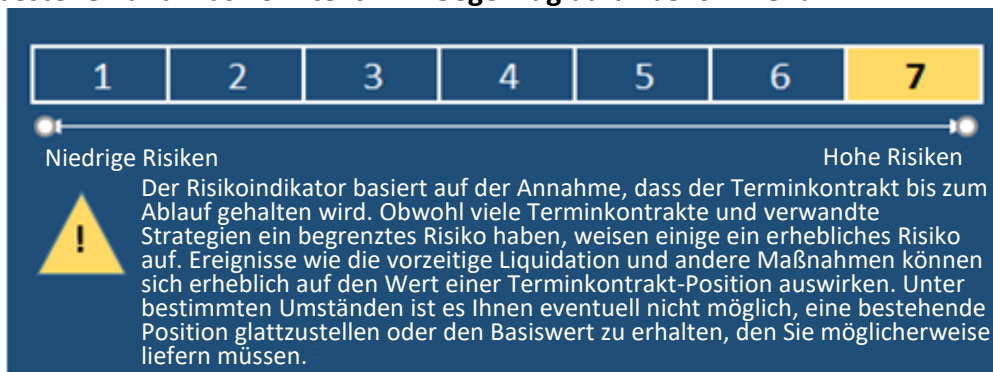 1 2 3 4 5 6 7
Niedrige Risiken Hohe Risiken
Der Risikoindikator basiert auf der Annahme, dass der Terminkontrakt bis zum
Ablauf gehalten wird. Obwohl viele Terminkontrakte und verwandte
! Strategien ein begrenztes Risiko haben, weisen einige ein erhebliches Risiko
auf. Ereignisse wie die vorzeitige Liquidation und andere Maßnahmen können
sich erheblich auf den Wert einer Terminkontrakt-Position auswirken. Unter
bestimmten Umständen ist es Ihnen eventuell nicht möglich, eine bestehende
Position glattzustellen oder den Basiswert zu erhalten, den Sie möglicherweise
liefern müssen.